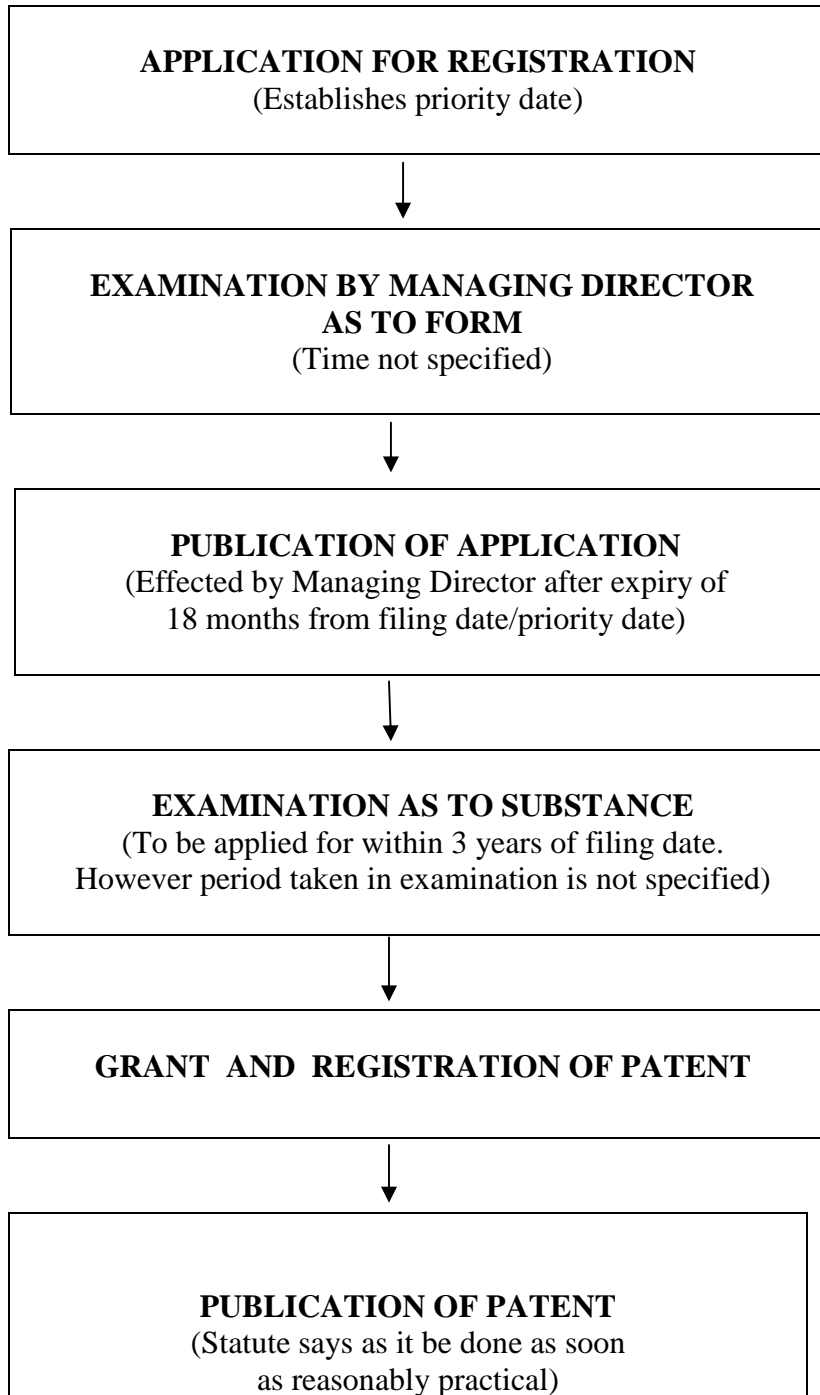 APPLICATION FOR REGISTRATION
(Establishes priority date)
EXAMINATION BY MANAGING DIRECTOR
AS TO FORM
(Time not specified)
PUBLICATION OF APPLICATION
(Effected by Managing Director after expiry of
18 months from filing date/priority date)
EXAMINATION AS TO SUBSTANCE
(To be applied for within 3 years of filing date.
However period taken in examination is not specified)
GRANT AND REGISTRATION OF PATENT
PUBLICATION OF PATENT
(Statute says as it be done as soon
as reasonably practical)